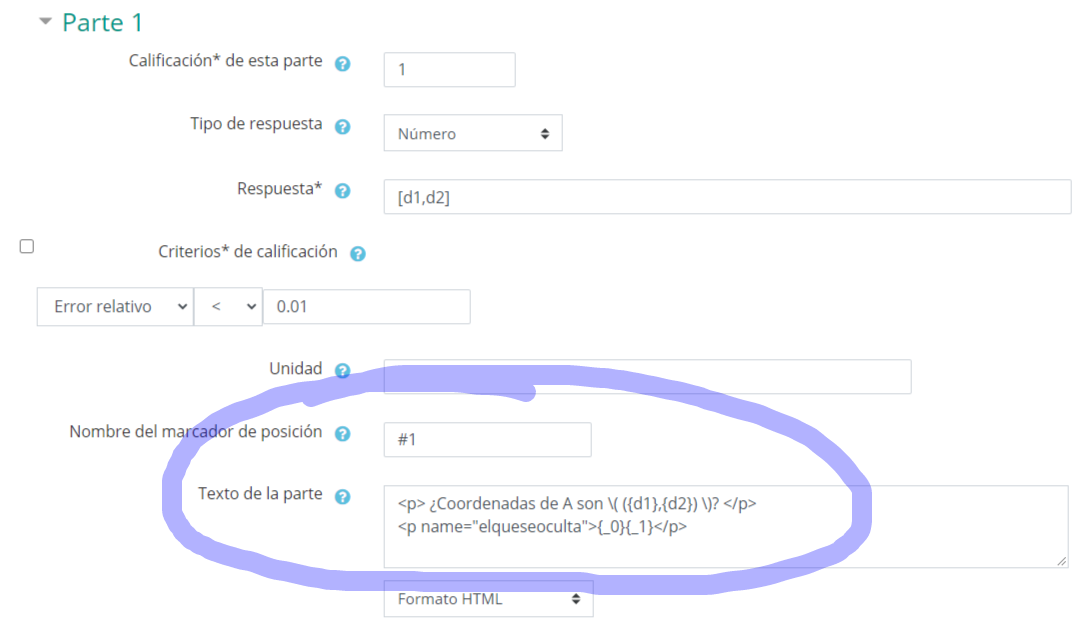 Parte 1
Calificación* de esta parte
1
Tipo de respuesta
Número
Respuesta*
[d1,d2]
Criterios* de calificación
Error relativo < 0.01
Unidad
Nombre del marcador de posición
#1
Texto de la parte
<p> ¿Coordenadas de A son \( ({d1},{d2}) \)? </p>
<p name="elqueseoculta">{_0}{_1}</p>
Formato HTML